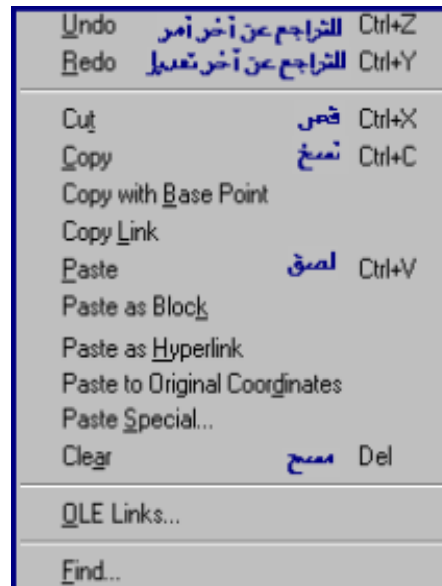 Undo للتراجع عن آخر أمر Ctrl+Z
Redo للتراجع عن آخر تعديل Ctrl+Y
Cut قص Ctrl+X
Copy نسخ Ctrl+C
Copy with Base Point
Copy Link
Paste لصق Ctrl+V
Paste as Block
Paste as Hyperlink
Paste to Original Coordinates
Paste Special...
Clear مسح Del
OLE Links...
Find...